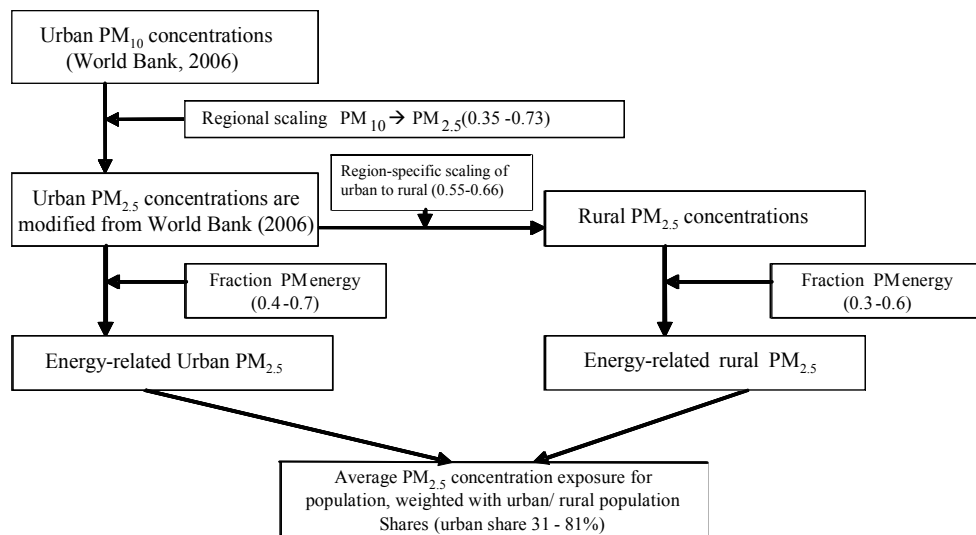 Urban PM10 concentrations
(World Bank, 2006)
Regional scaling PM10 → PM2.5(0.35 -0.73)
Region-specific scaling of
urban to rural (0.55-0.66)
Urban PM2.5 concentrations are
modified from World Bank (2006)
Rural PM2.5 concentrations
Fraction PM energy
(0.4-0.7)
Fraction PM energy
(0.3-0.6)
Energy-related Urban PM2.5
Energy-related rural PM2.5
Average PM2.5 concentration exposure for
population, weighted with urban/ rural population
Shares (urban share 31 - 81%)